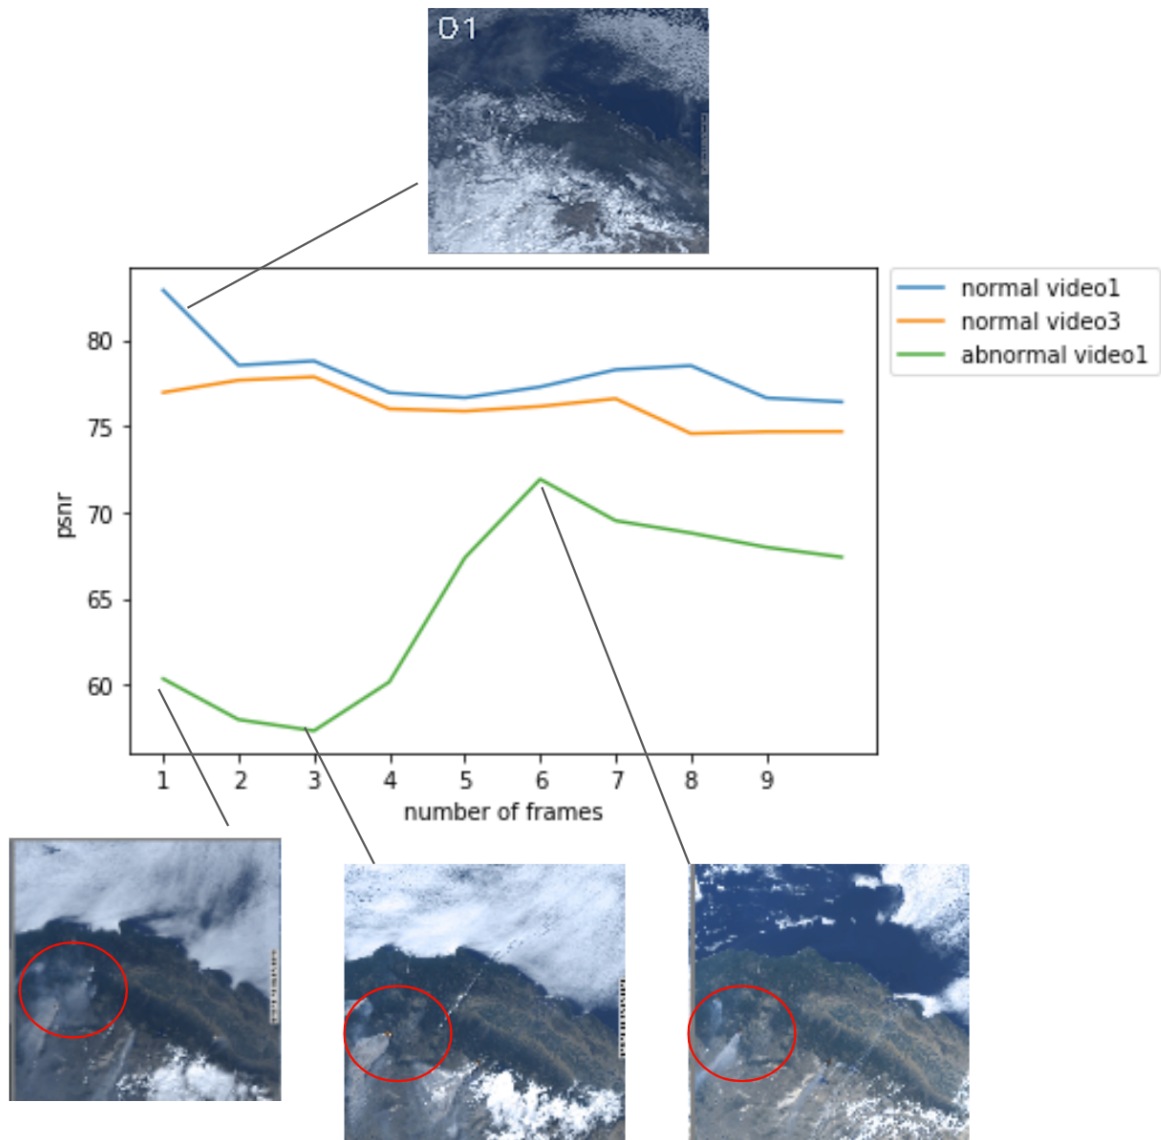 01
normal video1
normal video3
abnormal video1
80
75
70
65
60
psnr
1 2 3 4 5 6 7 8 9
number of frames